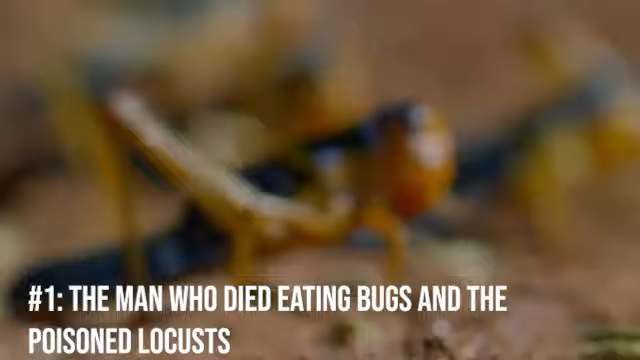 #1: THE MAN WHO DIED EATING BUGS AND THE
POISONED LOCUSTS